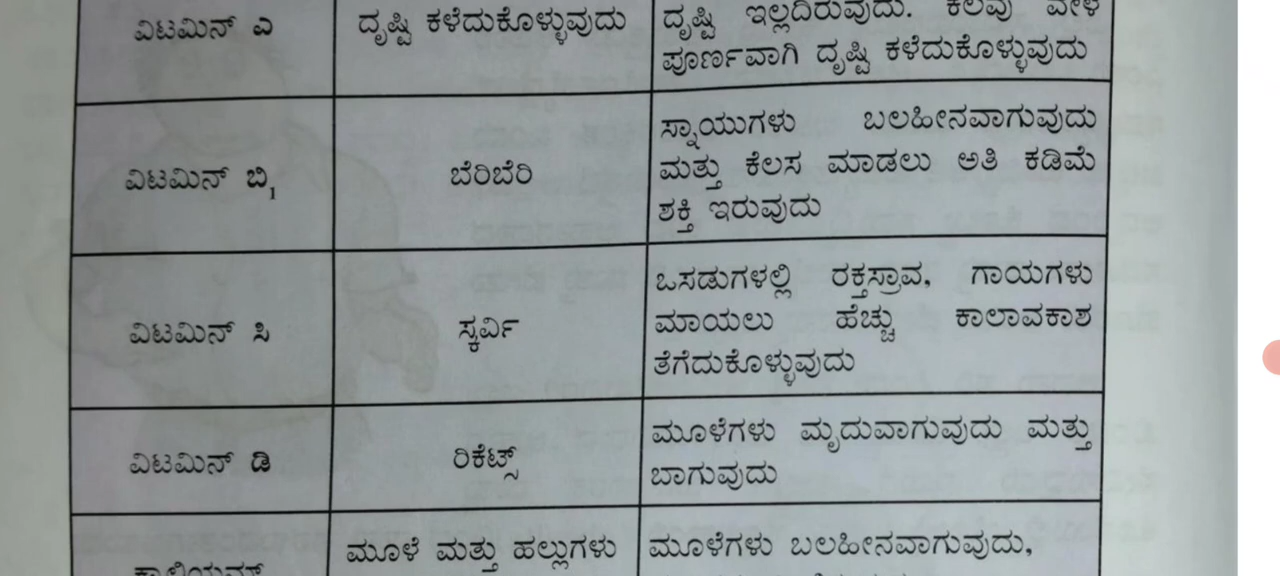 ವಿಟಮಿನ್ ಎ
ದೃಷ್ಟಿ ಕಳೆದುಕೊಳ್ಳುವುದು
ದೃಷ್ಟಿ ಇಲ್ಲದಿರುವುದು. ಕೆಲವು ವೇಳೆ
ಪೂರ್ಣವಾಗಿ ದೃಷ್ಟಿ ಕಳೆದುಕೊಳ್ಳುವುದು
ವಿಟಮಿನ್ ಬಿ₁
ಬೆರಿಬೆರಿ
ಸ್ನಾಯುಗಳು ಬಲಹೀನವಾಗುವುದು
ಮತ್ತು ಕೆಲಸ ಮಾಡಲು ಅತಿ ಕಡಿಮೆ
ಶಕ್ತಿ ಇರುವುದು
ವಿಟಮಿನ್ ಸಿ
ಸ್ಕರ್ವಿ
ಒಸಡುಗಳಲ್ಲಿ ರಕ್ತಸ್ರಾವ, ಗಾಯಗಳು
ಮಾಯಲು ಹೆಚ್ಚು ಕಾಲಾವಕಾಶ
ತೆಗೆದುಕೊಳ್ಳುವುದು
ವಿಟಮಿನ್ ಡಿ
ರಿಕೆಟ್ಸ್
ಮೂಳೆಗಳು ಮೃದುವಾಗುವುದು ಮತ್ತು
ಬಾಗುವುದು
ಮೂಳೆ ಮತ್ತು ಹಲ್ಲುಗಳು
ಮೂಳೆಗಳು ಬಲಹೀನವಾಗುವುದು,